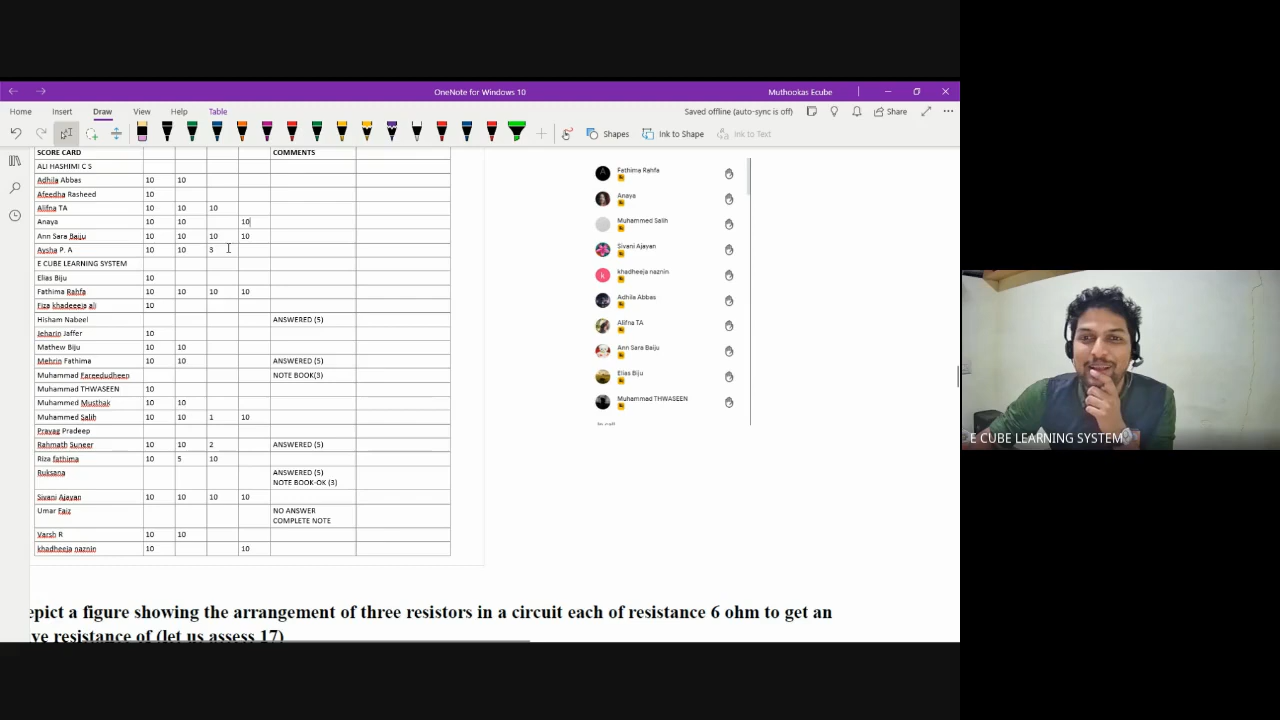 OneNote for Windows 10
Muthookas Ecube
Home Insert Draw View Help Table
Saved offline (auto-sync is off)
Share
Shapes
Ink to Shape
Ink to Text
SCORE CARD COMMENTS
ALI HASHIMI C S
Adhila Abbas 10 10
Afeedha Rasheed 10
Alifna TA 10 10 10
Anaya 10 10 10
Ann Sara Baiju 10 10 10 10
Aysha P. A 10 10 3
E CUBE LEARNING SYSTEM
Elias Biju 10
Fathima Rahfa 10 10 10 10
Fiza khadeeeja ali 10
Hisham Nabeel ANSWERED (5)
Jeharin Jaffer 10
Mathew Biju 10 10
Mehrin Fathima 10 10 ANSWERED (5)
Muhammad Fareedudheen NOTE BOOK(3)
Muhammad THWASEEN 10
Muhammed Musthak 10 10
Muhammed Salih 10 10 1 10
Prayag Pradeep
Rahmath Suneer 10 10 2 ANSWERED (5)
Riza fathima 10 5 10
Ruksana ANSWERED (5)
NOTE BOOK-OK (3)
Sivani Ajayan 10 10 10 10
Umar Faiz NO ANSWER
COMPLETE NOTE
Varsh R 10 10
khadheeja naznin 10 10
epict a figure showing the arrangement of three resistors in a circuit each of resistance 6 ohm to get an
ve resistance of (let us assess 17)
A
Fathima Rahfa
Anaya
Muhammed Salih
Sivani Ajayan
k
khadheeja naznin
Adhila Abbas
Alifna TA
Ann Sara Baiju
Elias Biju
Muhammad THWASEEN
E CUBE LEARNING SYSTEM